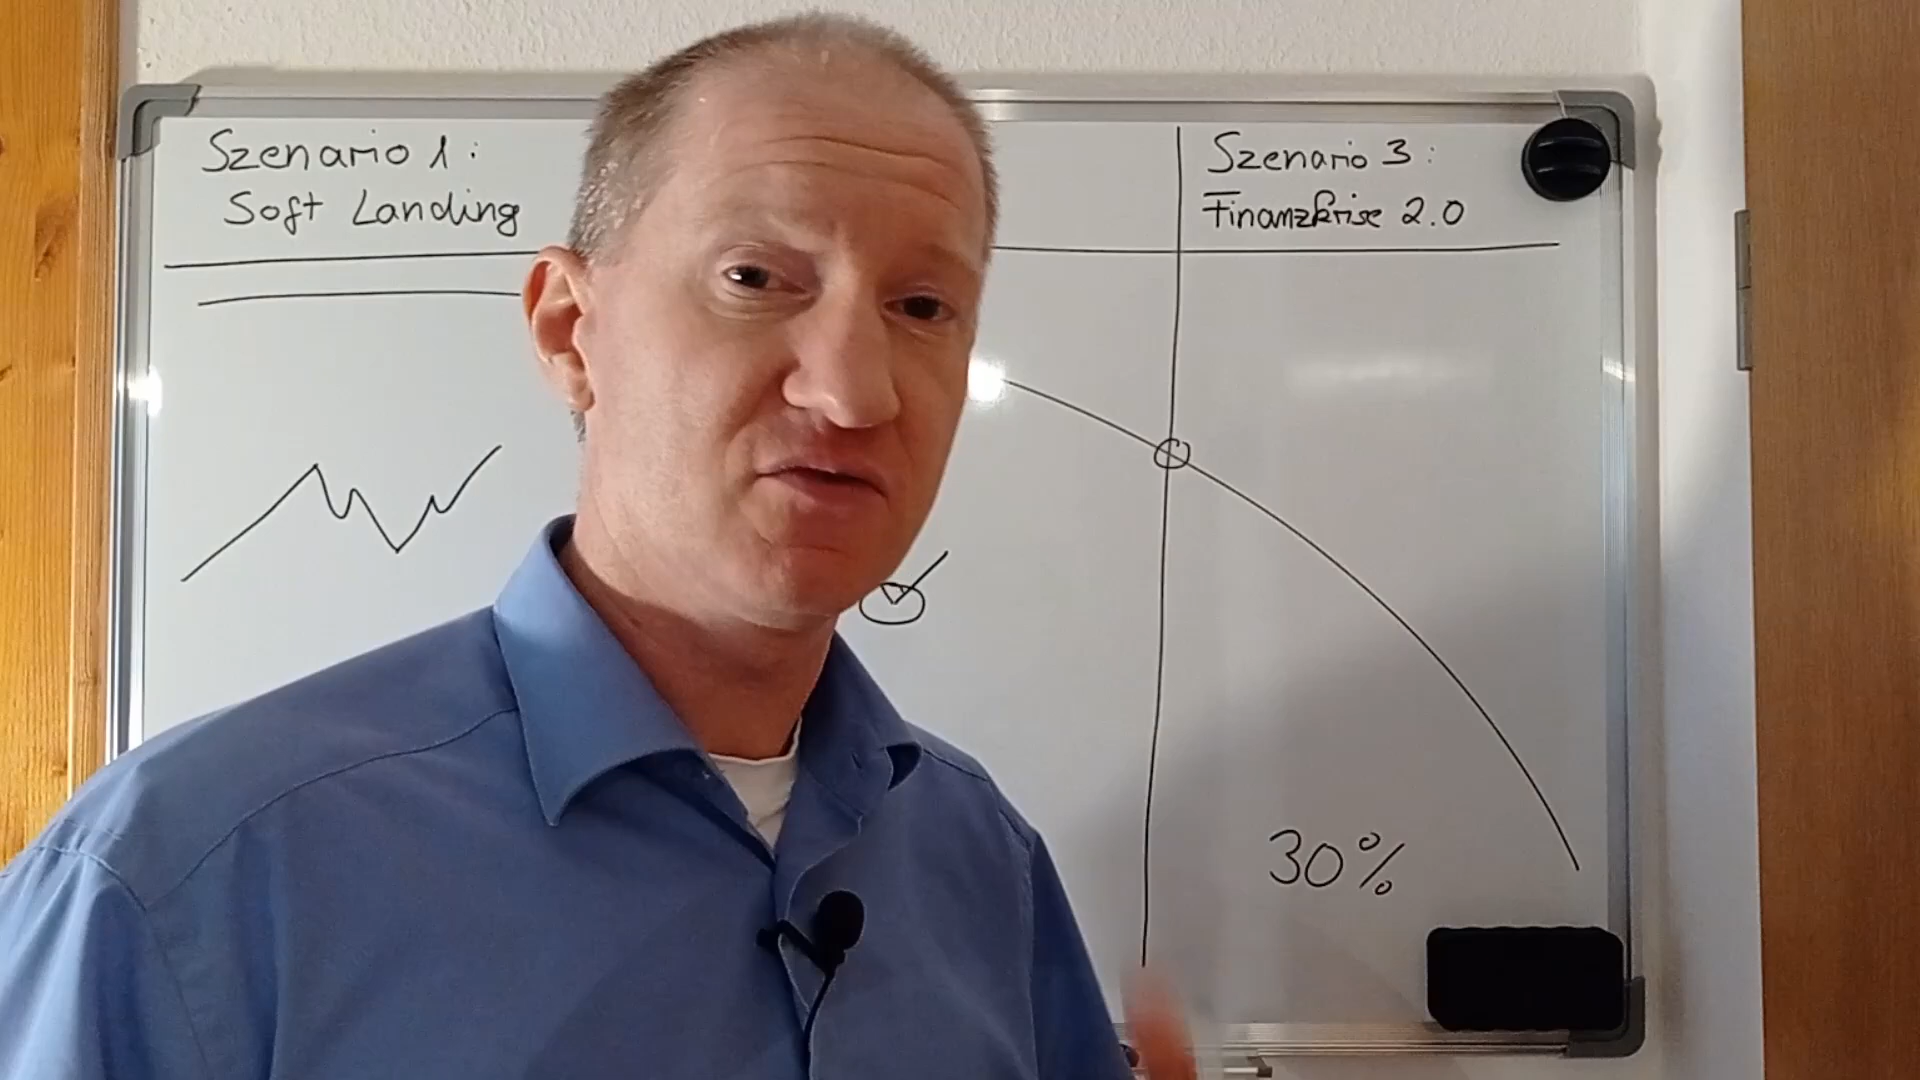 Szenario 1:
Soft Landing
Szenario 3:
Finanzkrise 2.0
30%